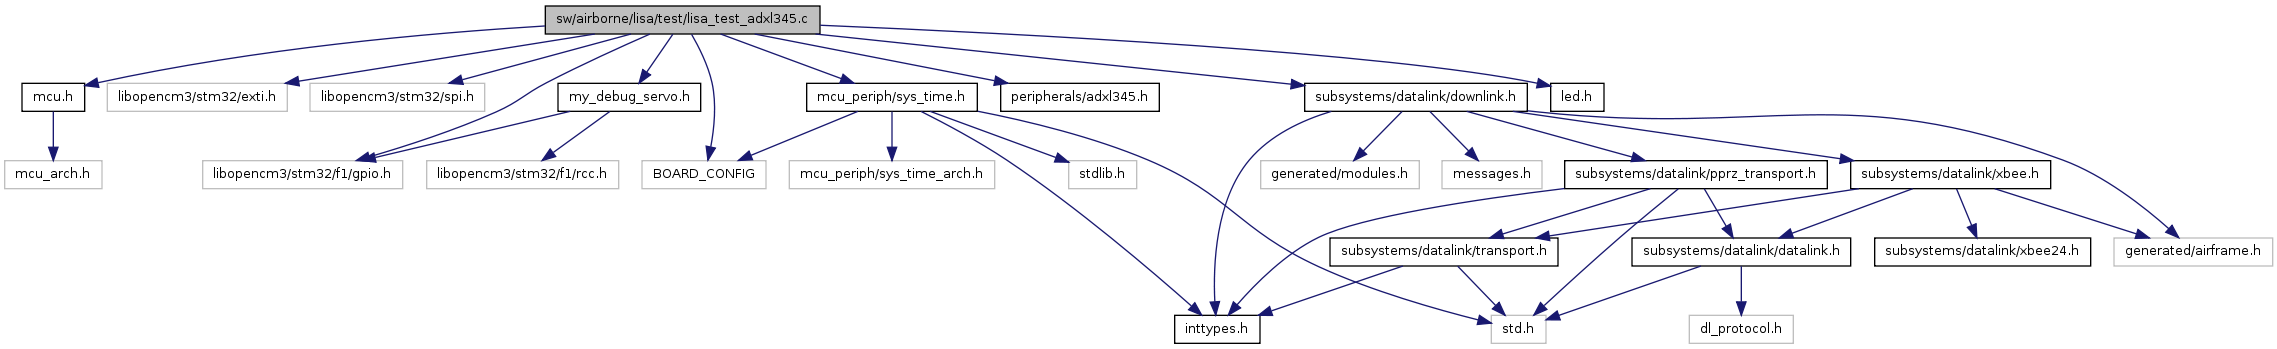 sw/airborne/lisa/test/lisa_test_adxl345.c
mcu.h
libopencm3/stm32/exti.h
libopencm3/stm32/spi.h
my_debug_servo.h
mcu_periph/sys_time.h
peripherals/adxl345.h
subsystems/datalink/downlink.h
led.h
mcu_arch.h
libopencm3/stm32/f1/gpio.h
libopencm3/stm32/f1/rcc.h
BOARD_CONFIG
mcu_periph/sys_time_arch.h
stdlib.h
generated/modules.h
messages.h
subsystems/datalink/pprz_transport.h
subsystems/datalink/xbee.h
subsystems/datalink/transport.h
subsystems/datalink/datalink.h
subsystems/datalink/xbee24.h
generated/airframe.h
inttypes.h
std.h
dl_protocol.h